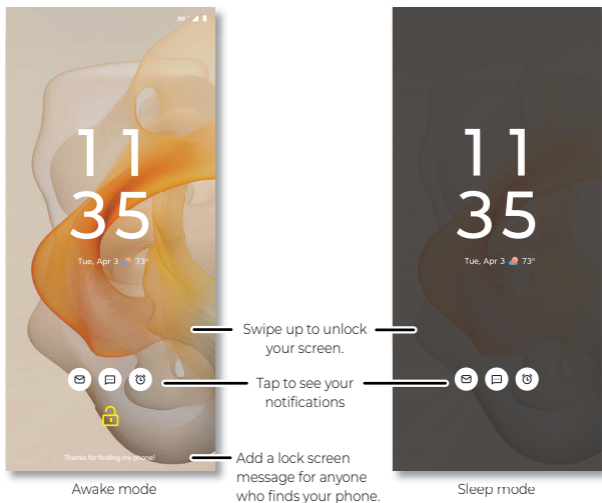 5G
11
35
Tue, Apr 3 73°
Thanks for finding my phone!
Awake mode
Swipe up to unlock
your screen.
Tap to see your
notifications
Add a lock screen
message for anyone
who finds your phone.
11
35
Tue, Apr 3 73°
Sleep mode